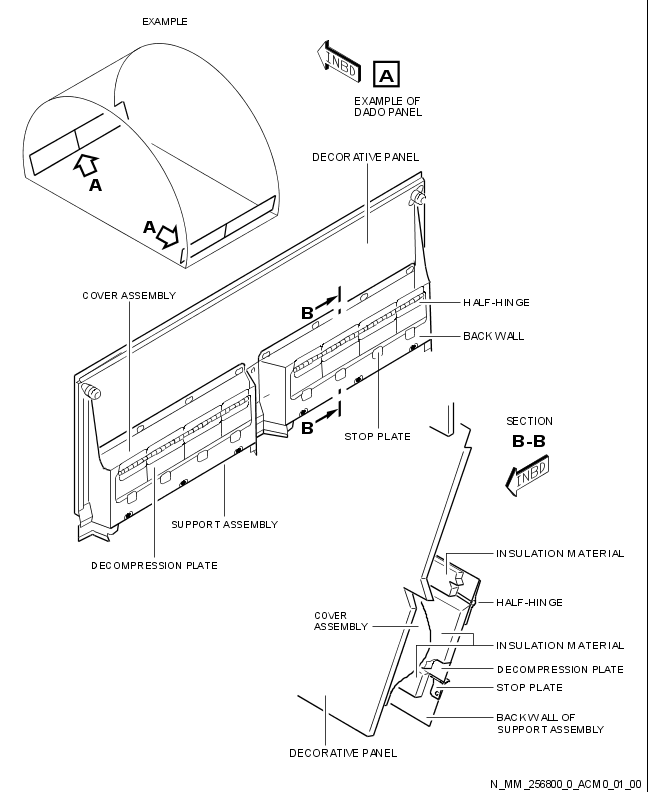 EXAMPLE
INBD
A
EXAMPLE OF
DADO PANEL
DECORATIVE PANEL
A
A
COVER ASSEMBLY
B
HALF-HINGE
BACK WALL
B
STOP PLATE
SECTION
B-B
INBD
SUPPORT ASSEMBLY
DECOMPRESSION PLATE
INSULATION MATERIAL
HALF-HINGE
COVER
ASSEMBLY
INSULATION MATERIAL
DECOMPRESSION PLATE
STOP PLATE
BACK WALL OF
SUPPORT ASSEMBLY
DECORATIVE PANEL
N_MM_256800_0_ACM0_01_00